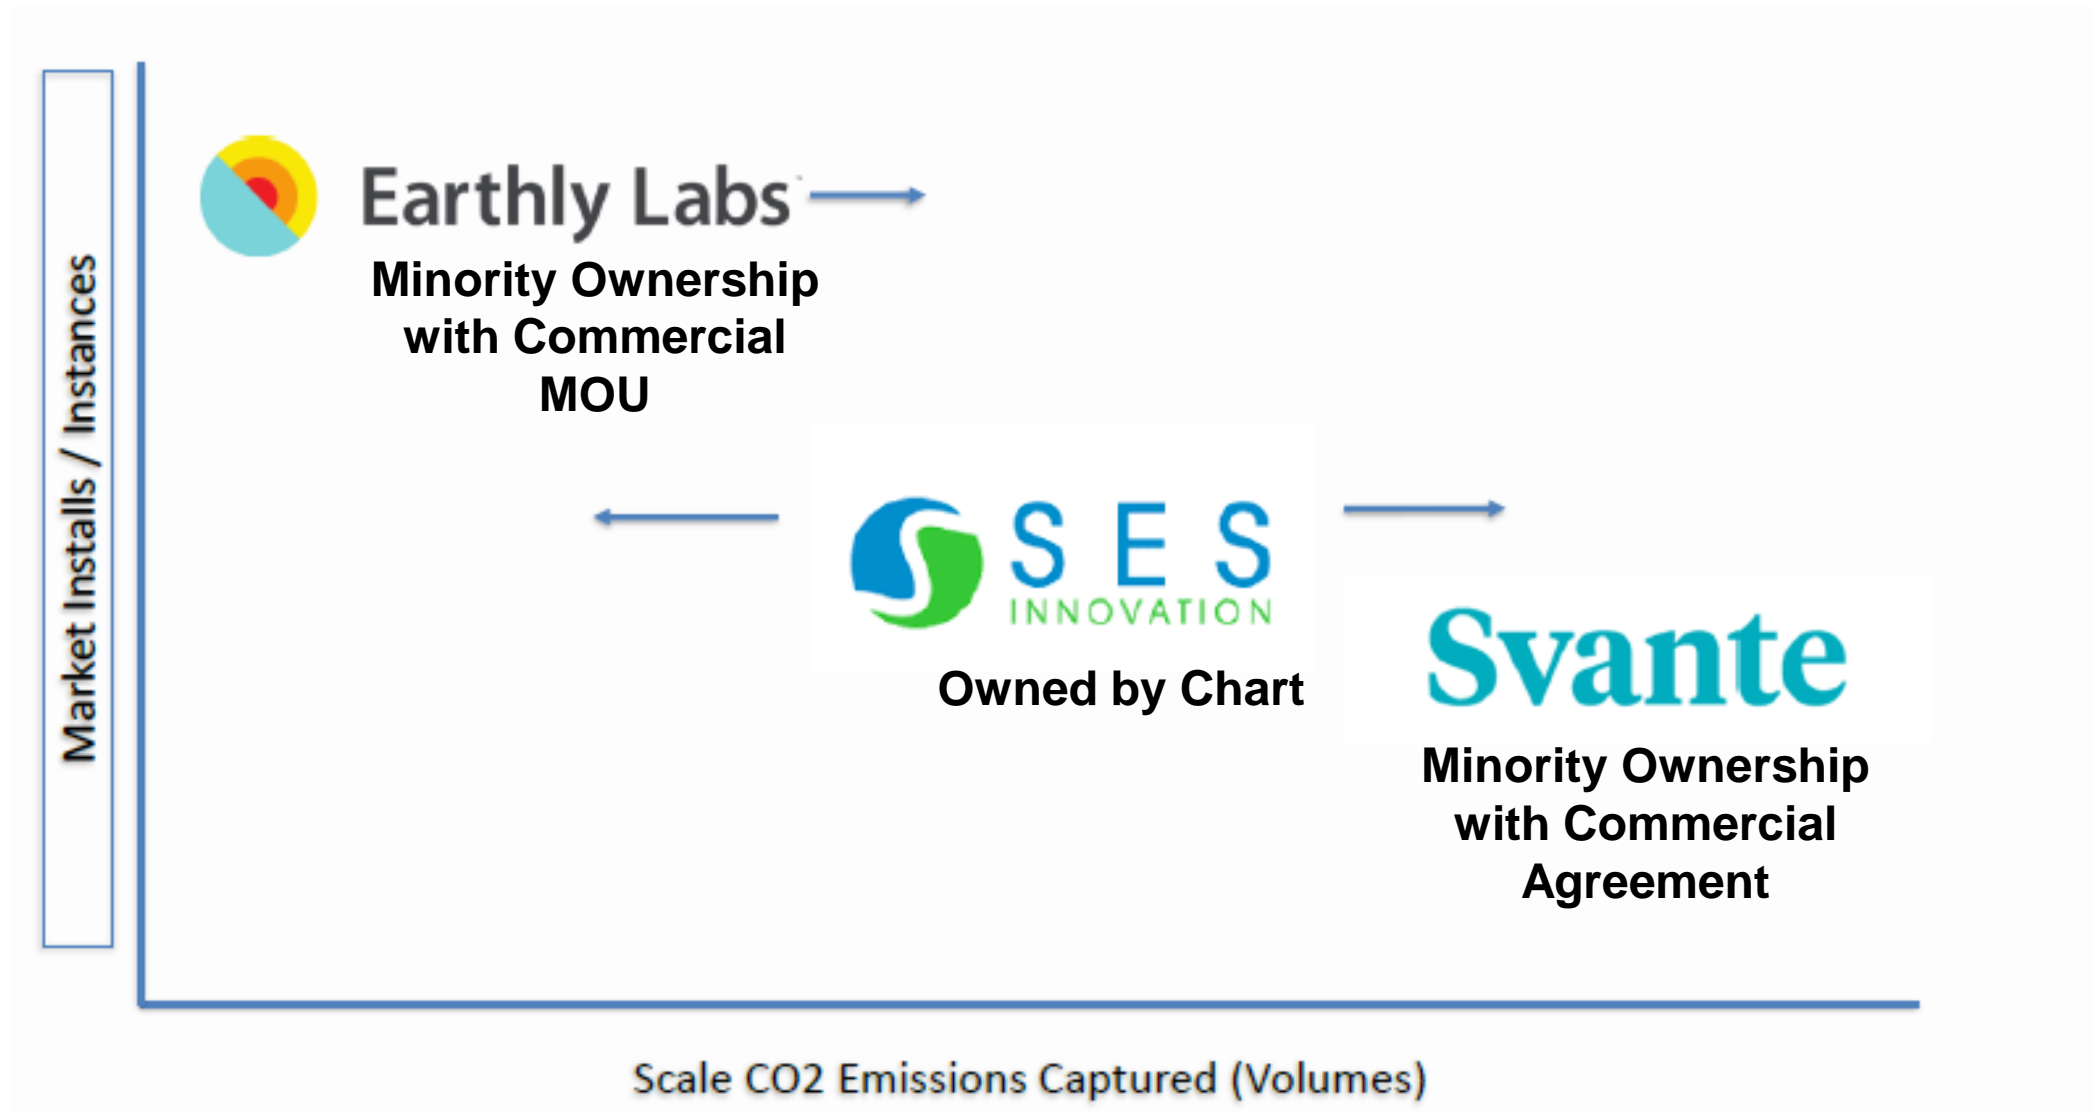 Market Installs / Instances
Earthly Labs
Minority Ownership
with Commercial
MOU
SES
INNOVATION
Owned by Chart
Svante
Minority Ownership
with Commercial
Agreement
Scale CO2 Emissions Captured (Volumes)